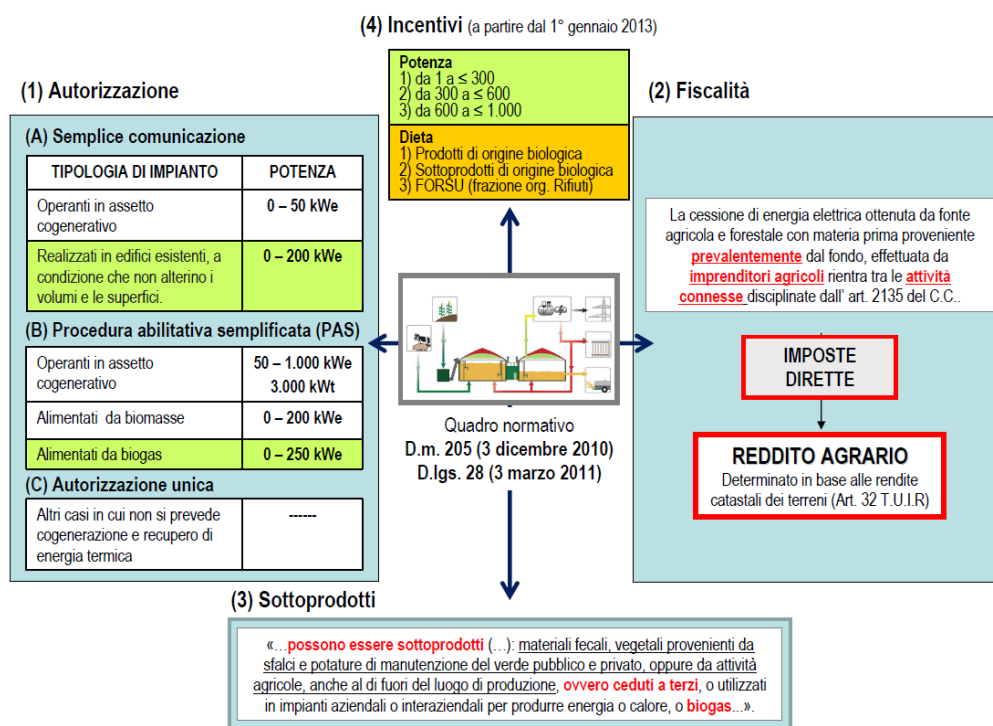 (4) Incentivi (a partire dal 1° gennaio 2013)
Potenza
1) da 1 a ≤ 300
2) da 300 a ≤ 600
3) da 600 a ≤ 1.000
Dieta
1) Prodotti di origine biologica
2) Sottoprodotti di origine biologica
3) FORSU (frazione org. Rifiuti)
(1) Autorizzazione
(A) Semplice comunicazione
TIPOLOGIA DI IMPIANTO POTENZA
Operanti in assetto 0 – 50 kWe
cogenerativo
Realizzati in edifici esistenti, a 0 – 200 kWe
condizione che non alterino i
volumi e le superfici.
(B) Procedura abilitativa semplificata (PAS)
Operanti in assetto 50 – 1.000 kWe
cogenerativo 3.000 kWt
Alimentati da biomasse 0 – 200 kWe
Alimentati da biogas 0 – 250 kWe
(C) Autorizzazione unica
Altri casi in cui non si prevede ------
cogenerazione e recupero di
energia termica
Quadro normativo
D.m. 205 (3 dicembre 2010)
D.lgs. 28 (3 marzo 2011)
(2) Fiscalità
La cessione di energia elettrica ottenuta da fonte
agricola e forestale con materia prima proveniente
prevalentemente dal fondo, effettuata da
imprenditori agricoli rientra tra le attività
connesse disciplinate dall’ art. 2135 del C.C..
IMPOSTE
DIRETTE
REDDITO AGRARIO
Determinato in base alle rendite
catastali dei terreni (Art. 32 T.U.I.R)
(3) Sottoprodotti
«…possono essere sottoprodotti (…): materiali fecali, vegetali provenienti da
sfalci e potature di manutenzione del verde pubblico e privato, oppure da attività
agricole, anche al di fuori del luogo di produzione, ovvero ceduti a terzi, o utilizzati
in impianti aziendali o interaziendali per produrre energia o calore, o biogas...».